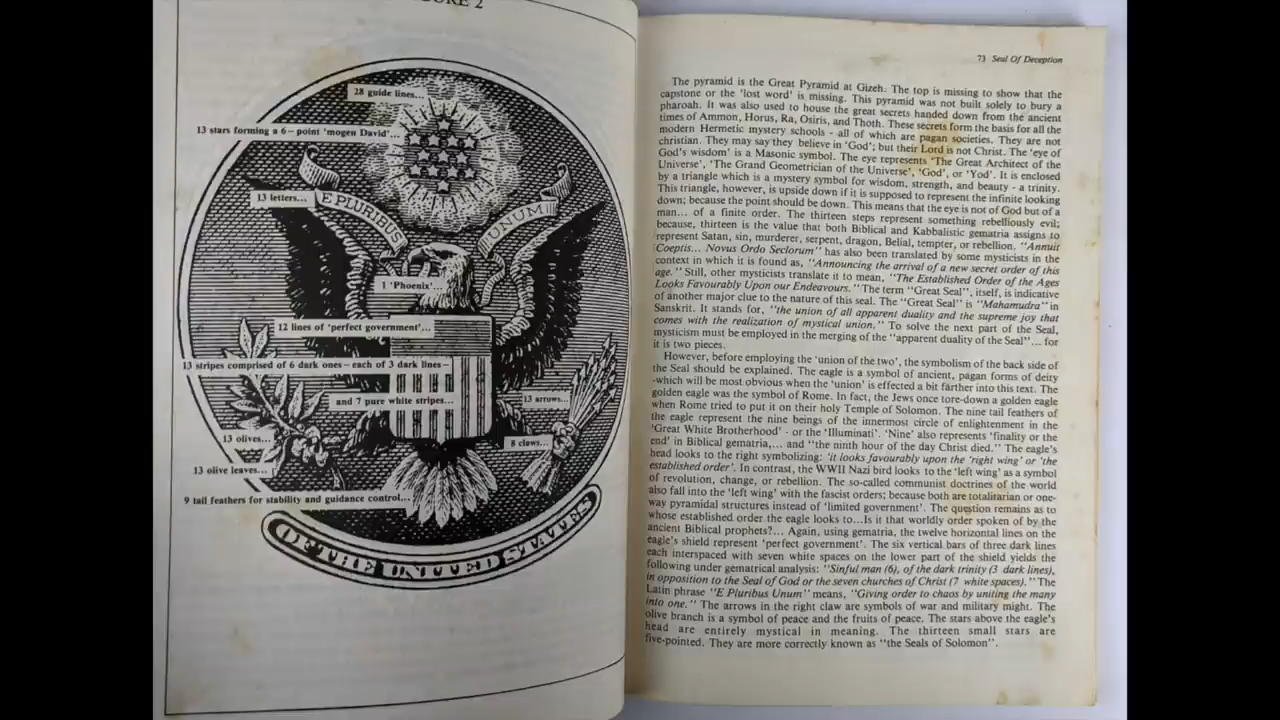 FIGURE 2
28 guide lines...
13 stars forming a 6— point 'mogen David'...
13 letters...
E PLURIBUS
UNUM
1 'Phoenix'...
12 lines of 'perfect government'...
13 stripes comprised of 6 dark ones— each of 3 dark lines—
and 7 pure white stripes...
13 arrows...
13 olives...
8 claws...
13 olive leaves...
9 tail feathers for stability and guidance control...
OF THE UNITED STATES
73 Seal Of Deception
The pyramid is the Great Pyramid at Gizeh. The top is missing to show that the
capstone or the 'lost word' is missing. This pyramid was not built solely to bury a
pharoah. It was also used to house the great secrets handed down from the ancient
times of Ammon, Horus, Ra, Osiris, and Thoth. These secrets form the basis for all the
modern Hermetic mystery schools - all of which are pagan societies. They are not
christian. They may say they believe in 'God'; but their Lord is not Christ. The 'eye of
God's wisdom' is a Masonic symbol. The eye represents 'The Great Architect of the
Universe', 'The Grand Geometrician of the Universe', 'God', or 'Yod'. It is enclosed
by a triangle which is a mystery symbol for wisdom, strength, and beauty - a trinity.
This triangle, however, is upside down if it is supposed to represent the infinite looking
down; because the point should be down. This means that the eye is not of God but of a
man... of a finite order. The thirteen steps represent something rebelliously evil;
because, thirteen is the value that both Biblical and Kabbalistic gematria assigns to
represent Satan, sin, murderer, serpent, dragon, Belial, tempter, or rebellion. "Annuit
Coeptis... Novus Ordo Seclorum" has also been translated by some mysticists in the
context in which it is found as, "Announcing the arrival of a new secret order of this
age." Still, other mysticists translate it to mean, "The Established Order of the Ages
Looks Favourably Upon our Endeavours. "The term "Great Seal", itself, is indicative
of another major clue to the nature of this seal. The "Great Seal" is "Mahamudra" in
Sanskrit. It stands for, "the union of all apparent duality and the supreme joy that
comes with the realization of mystical union." To solve the next part of the Seal,
mysticism must be employed in the merging of the "apparent duality of the Seal"... for
it is two pieces.
However, before employing the 'union of the two', the symbolism of the back side of
the Seal should be explained. The eagle is a symbol of ancient, pagan forms of deity
-which will be most obvious when the 'union' is effected a bit farther into this text. The
golden eagle was the symbol of Rome. In fact, the Jews once tore-down a golden eagle
when Rome tried to put it on their holy Temple of Solomon. The nine tail feathers of
the eagle represent the nine beings of the innermost circle of enlightenment in the
'Great White Brotherhood' - or the 'Illuminati'. 'Nine' also represents 'finality or the
end' in Biblical gematria,... and "the ninth hour of the day Christ died." The eagle's
head looks to the right symbolizing: 'it looks favourably upon the 'right wing' or 'the
established order'. In contrast, the WWII Nazi bird looks to the 'left wing' as a symbol
of revolution, change, or rebellion. The so-called communist doctrines of the world
also fall into the 'left wing' with the fascist orders; because both are totalitarian or one-
way pyramidal structures instead of 'limited government'. The question remains as to
whose established order the eagle looks to...Is it that worldly order spoken of by the
ancient Biblical prophets?... Again, using gematria, the twelve horizontal lines on the
eagle's shield represent 'perfect government'. The six vertical bars of three dark lines
each interspaced with seven white spaces on the lower part of the shield yields the
following under gematrical analysis: "Sinful man (6), of the dark trinity (3 dark lines),
in opposition to the Seal of God or the seven churches of Christ (7 white spaces)." The
Latin phrase "E Pluribus Unum" means, "Giving order to chaos by uniting the many
into one." The arrows in the right claw are symbols of war and military might. The
olive branch is a symbol of peace and the fruits of peace. The stars above the eagle's
head are entirely mystical in meaning. The thirteen small stars are
five-pointed. They are more correctly known as "the Seals of Solomon".